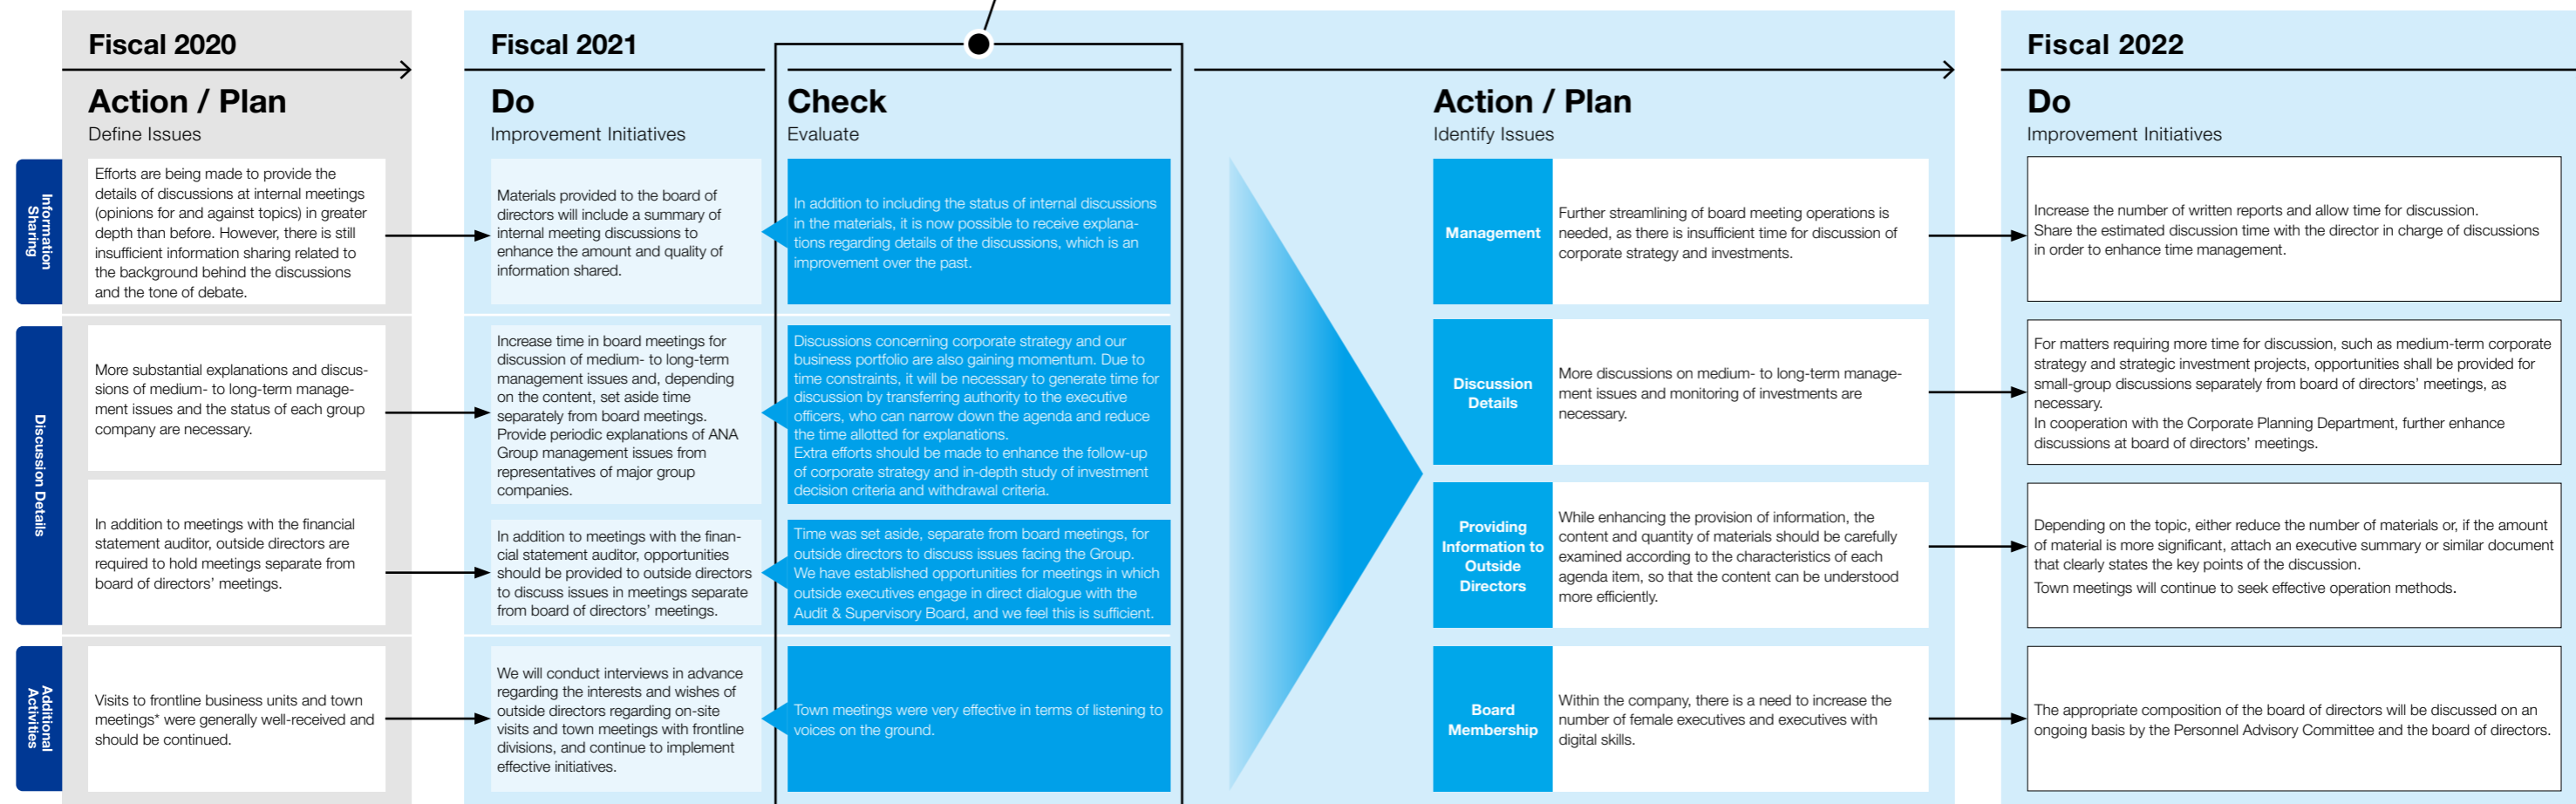 Fiscal 2020
Action / Plan
Define Issues
Information
Sharing
Efforts are being made to provide the
details of discussions at internal meetings
(opinions for and against topics) in greater
depth than before. However, there is still
insufficient information sharing related to
the background behind the discussions
and the tone of debate.
Discussion Details
More substantial explanations and discus-
sions of medium- to long-term manage-
ment issues and the status of each group
company are necessary.
In addition to meetings with the financial
statement auditor, outside directors are
required to hold meetings separate from
board of directors' meetings.
Additional
Activities
Visits to frontline business units and town
meetings* were generally well-received and
should be continued.
Fiscal 2021
Do
Improvement Initiatives
Materials provided to the board of
directors will include a summary of
internal meeting discussions to
enhance the amount and quality of
information shared.
Increase time in board meetings for
discussion of medium- to long-term
management issues and, depending
on the content, set aside time
separately from board meetings.
Provide periodic explanations of ANA
Group management issues from
representatives of major group
companies.
In addition to meetings with the finan-
cial statement auditor, opportunities
should be provided to outside directors
to discuss issues in meetings separate
from board of directors' meetings.
We will conduct interviews in advance
regarding the interests and wishes of
outside directors regarding on-site
visits and town meetings with frontline
divisions, and continue to implement
effective initiatives.
Check
Evaluate
In addition to including the status of internal discussions
in the materials, it is now possible to receive explana-
tions regarding details of the discussions, which is an
improvement over the past.
Discussions concerning corporate strategy and our
business portfolio are also gaining momentum. Due to
time constraints, it will be necessary to generate time for
discussion by transferring authority to the executive
officers, who can narrow down the agenda and reduce
the time allotted for explanations.
Extra efforts should be made to enhance the follow-up
of corporate strategy and in-depth study of investment
decision criteria and withdrawal criteria.
Time was set aside, separate from board meetings, for
outside directors to discuss issues facing the Group.
We have established opportunities for meetings in which
outside executives engage in direct dialogue with the
Audit & Supervisory Board, and we feel this is sufficient.
Town meetings were very effective in terms of listening to
voices on the ground.
Action / Plan
Identify Issues
Management
Further streamlining of board meeting operations is
needed, as there is insufficient time for discussion of
corporate strategy and investments.
Discussion
Details
More discussions on medium- to long-term manage-
ment issues and monitoring of investments are
necessary.
Providing
Information to
Outside
Directors
While enhancing the provision of information, the
content and quantity of materials should be carefully
examined according to the characteristics of each
agenda item, so that the content can be understood
more efficiently.
Board
Membership
Within the company, there is a need to increase the
number of female executives and executives with
digital skills.
Fiscal 2022
Do
Improvement Initiatives
Increase the number of written reports and allow time for discussion.
Share the estimated discussion time with the director in charge of discussions
in order to enhance time management.
For matters requiring more time for discussion, such as medium-term corporate
strategy and strategic investment projects, opportunities shall be provided for
small-group discussions separately from board of directors' meetings, as
necessary.
In cooperation with the Corporate Planning Department, further enhance
discussions at board of directors' meetings.
Depending on the topic, either reduce the number of materials or, if the amount
of material is more significant, attach an executive summary or similar document
that clearly states the key points of the discussion.
Town meetings will continue to seek effective operation methods.
The appropriate composition of the board of directors will be discussed on an
ongoing basis by the Personnel Advisory Committee and the board of directors.